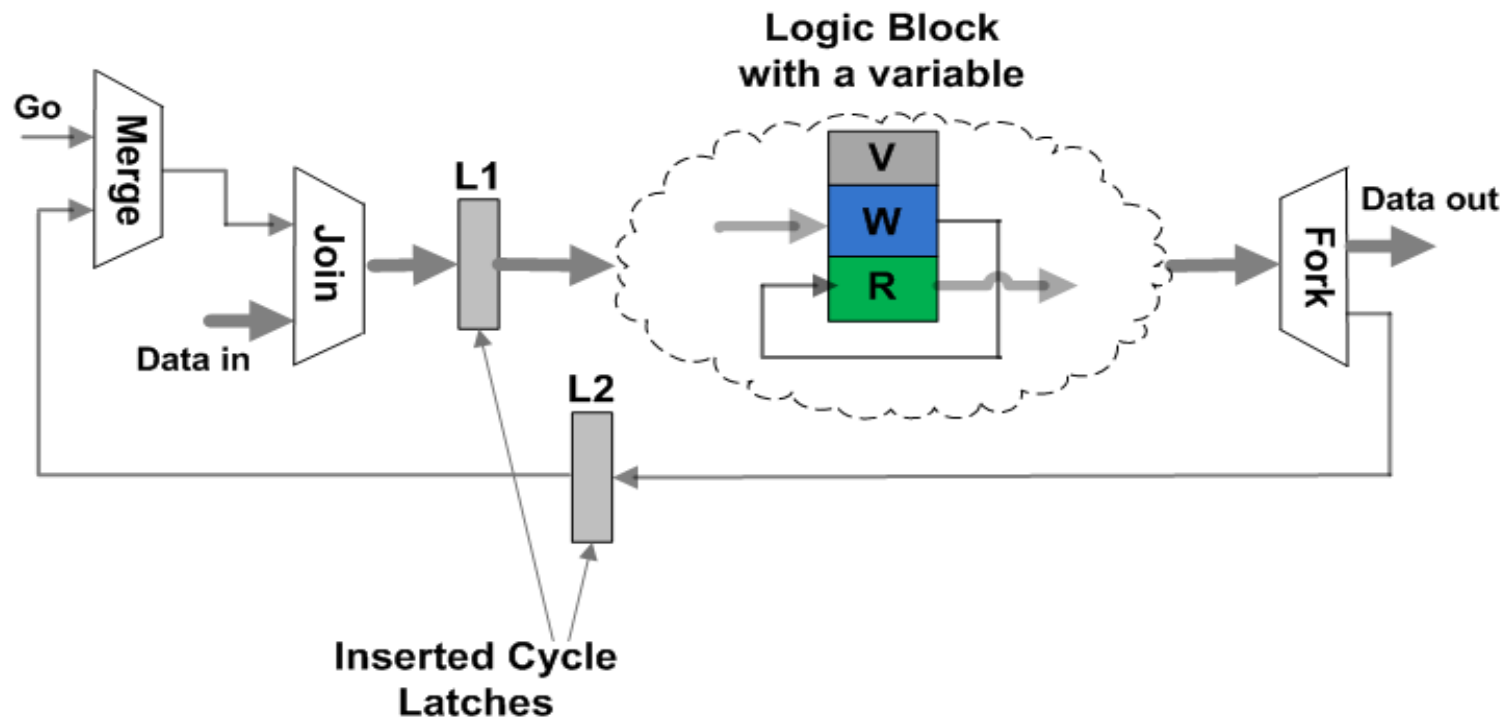 Logic Block
with a variable
Go
Merge
Join
Data in
L1
V
W
R
Fork
Data out
L2
Inserted Cycle
Latches